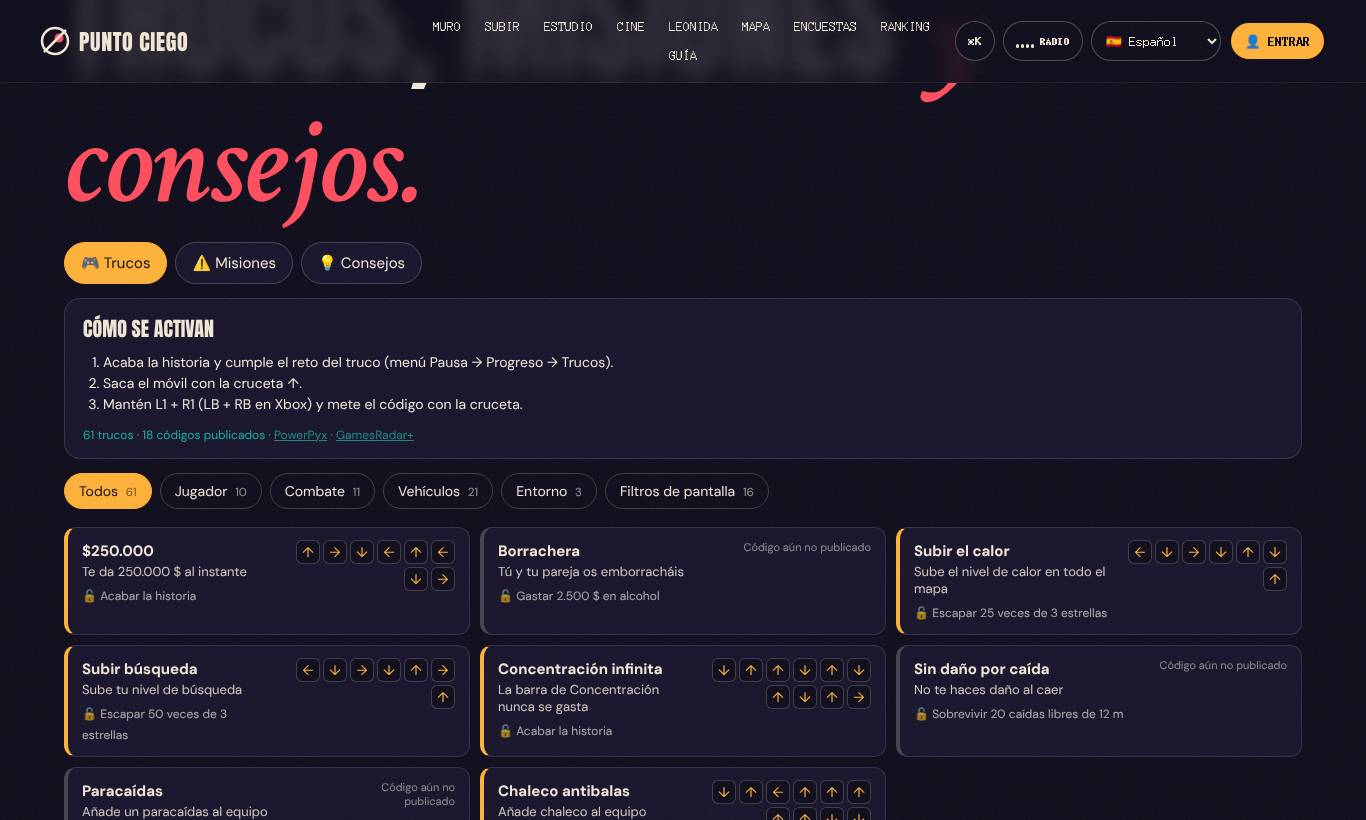 PUNTO CIEGO
MURO SUBIR ESTUDIO CINE LEONIDA MAPA ENCUESTAS RANKING
GUÍA
⌘K
RADIO
🇪🇸 Español
👤 ENTRAR
consejos.
🎮 Trucos
⚠️ Misiones
💡 Consejos
CÓMO SE ACTIVAN
1. Acaba la historia y cumple el reto del truco (menú Pausa → Progreso → Trucos).
2. Saca el móvil con la cruceta ↑.
3. Mantén L1 + R1 (LB + RB en Xbox) y mete el código con la cruceta.
61 trucos · 18 códigos publicados · PowerPyx · GamesRadar+
Todos 61
Jugador 10
Combate 11
Vehículos 21
Entorno 3
Filtros de pantalla 16
$250.000
↑ → ↓ ← ↑ ←
↓ →
Te da 250.000 $ al instante
🔓 Acabar la historia
Borrachera
Código aún no publicado
Tú y tu pareja os emborracháis
🔓 Gastar 2.500 $ en alcohol
Subir el calor
← ↓ → ↓ ↑ ↓
↑
Sube el nivel de calor en todo el
mapa
🔓 Escapar 25 veces de 3 estrellas
Subir búsqueda
← ↓ → ↓ ↑ →
↑
Sube tu nivel de búsqueda
🔓 Escapar 50 veces de 3
estrellas
Concentración infinita
↓ ↑ ↑ ↓ ↑ ↓
↑ ↓ ↑ →
La barra de Concentración
nunca se gasta
🔓 Acabar la historia
Sin daño por caída
Código aún no publicado
No te haces daño al caer
🔓 Sobrevivir 20 caídas libres de 12 m
Paracaídas
Código aún no
publicado
Añade un paracaídas al equipo
Chaleco antibalas
↓ ↑ ← ↑ ↑ ↑
↑ ↑ ↓ ↓
Añade chaleco al equipo